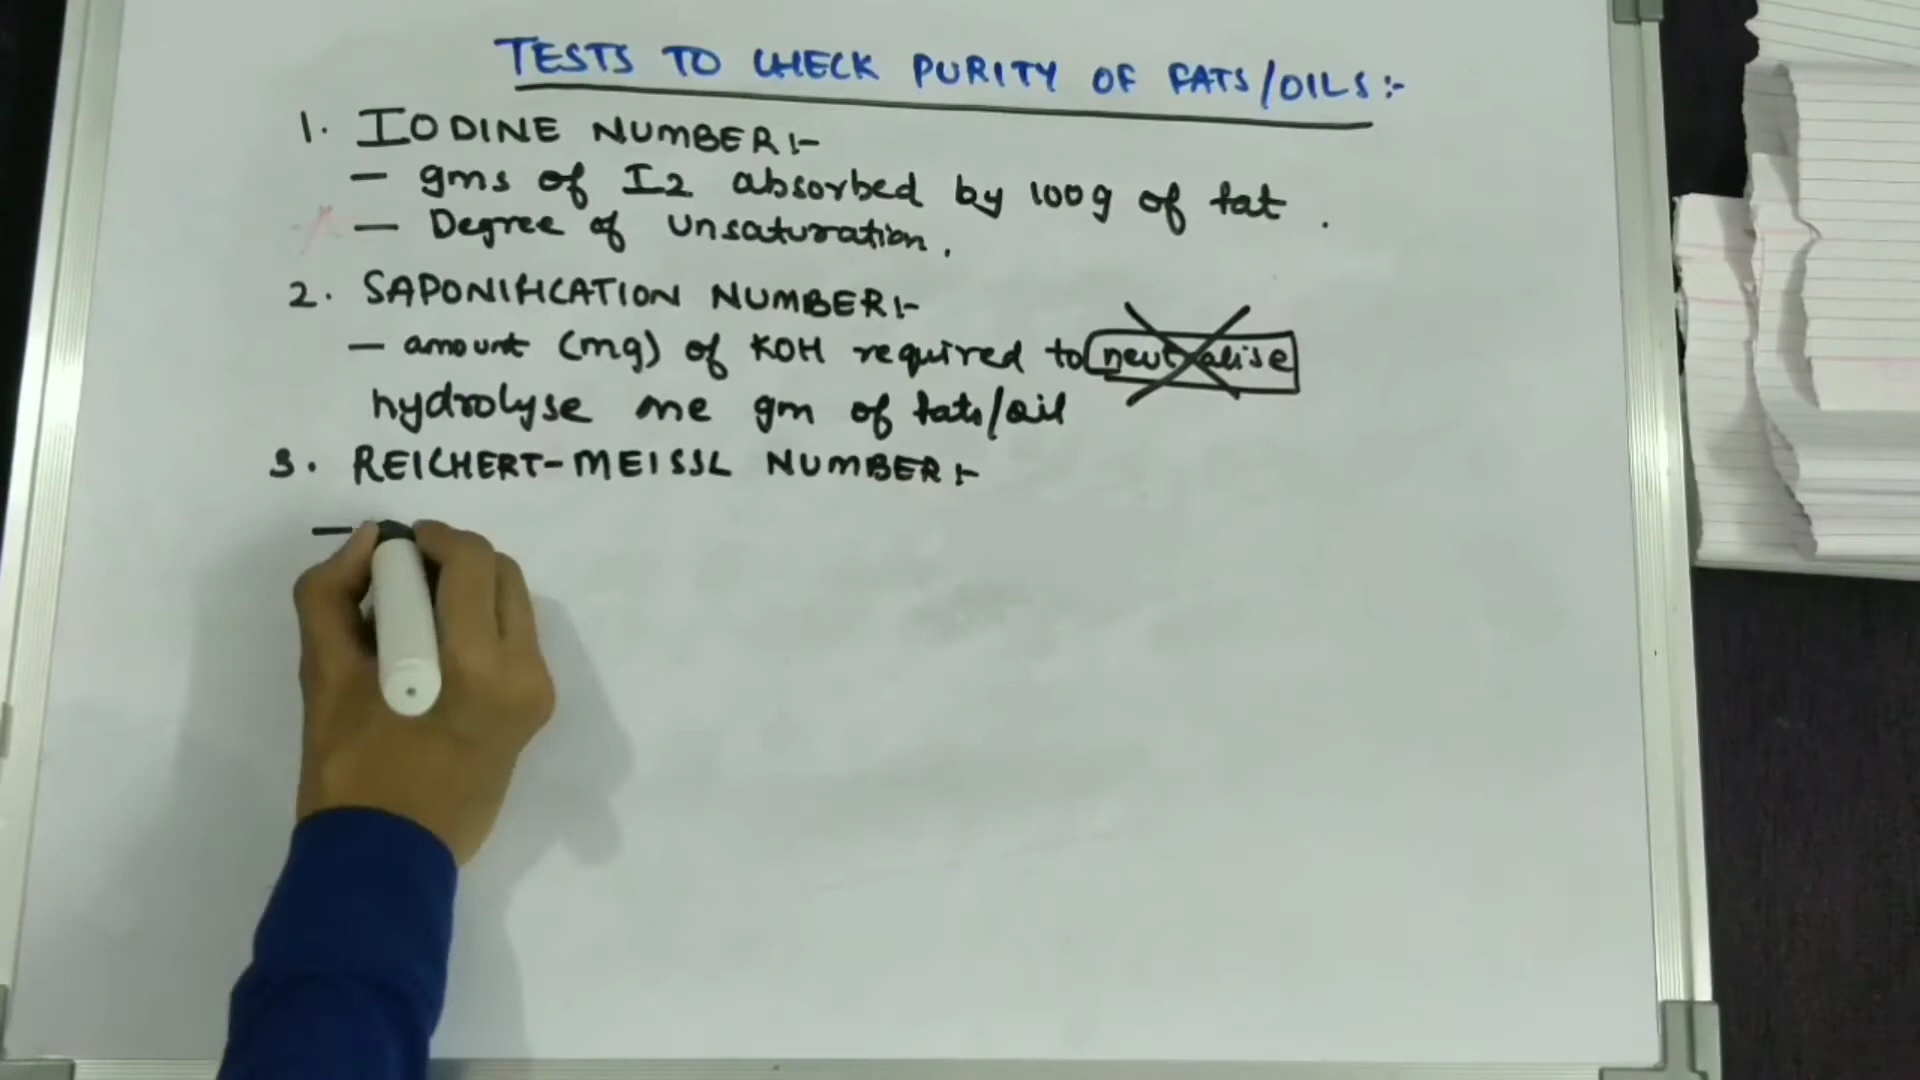 TESTS TO CHECK PURITY OF FATS/OILS:-
1. IODINE NUMBER:-
— gms of I2 absorbed by 100g of fat.
— Degree of Unsaturation.
2. SAPONIFICATION NUMBER:-
— amount (mg) of KOH required to neutralise
hydrolyse one gm of fats/oil
3. REICHERT-MEISSL NUMBER:-
—